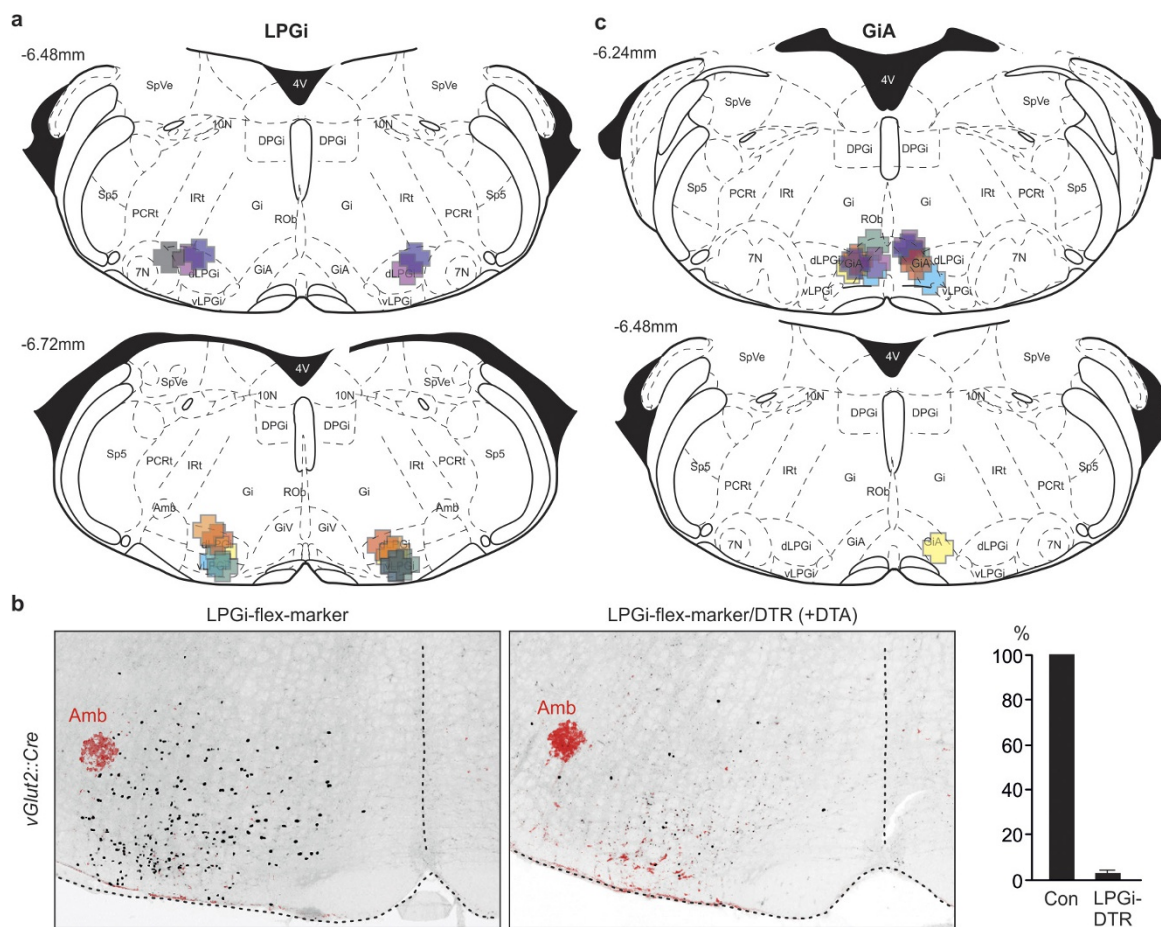 a
LPGi
-6.48mm
4V
SpVe
SpVe
10N
10N
DPGi
DPGi
Sp5
PCRt
IRt
Gi
ROb
Gi
IRt
PCRt
Sp5
7N
dLPGi
GiA
GiA
dLPGi
7N
vLPGi
vLPGi
-6.72mm
4V
SpVe
SpVe
10N
10N
DPGi
DPGi
Sp5
PCRt
IRt
Gi
ROb
Gi
IRt
PCRt
Sp5
Amb
Amb
GiV
GiV
c
GiA
-6.24mm
4V
SpVe
SpVe
DPGi
DPGi
Sp5
PCRt
IRt
Gi
ROb
Gi
IRt
PCRt
Sp5
7N
dLPGi
GiA
GiA
dLPGi
7N
vLPGi
vLPGi
-6.48mm
4V
SpVe
SpVe
10N
10N
DPGi
DPGi
Sp5
PCRt
IRt
Gi
ROb
Gi
IRt
PCRt
Sp5
7N
dLPGi
GiA
GiA
dLPGi
7N
vLPGi
vLPGi
b
LPGi-flex-marker
LPGi-flex-marker/DTR (+DTA)
vGlut2::Cre
Amb
Amb
%
100
80
60
40
20
0
Con
LPGi-
DTR